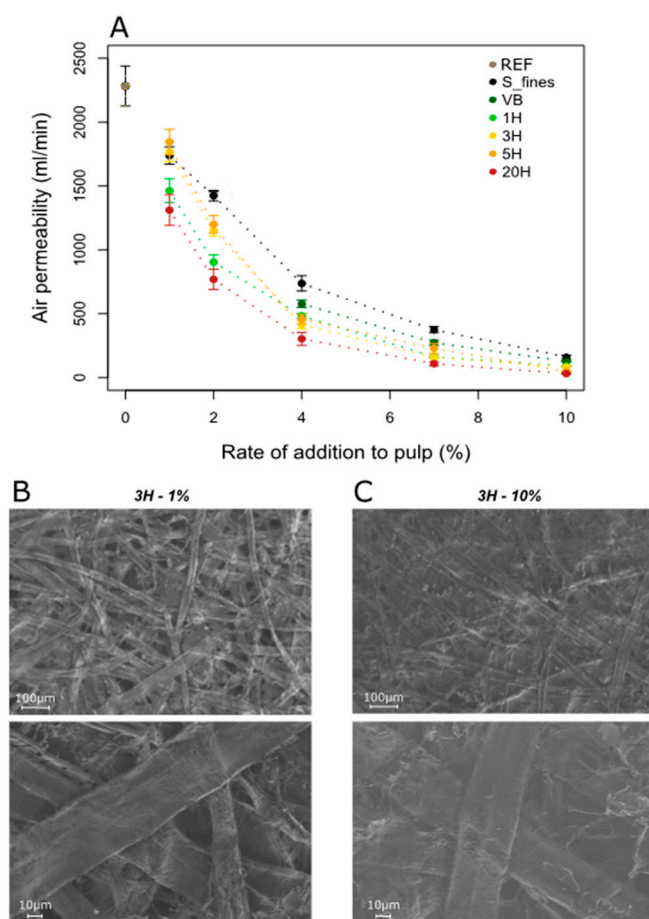 A
Air permeability (ml/min)
2500
2000
1500
1000
500
0
REF
S_fines
VB
1H
3H
5H
20H
0 2 4 6 8 10
Rate of addition to pulp (%)
B 3H - 1%
C 3H - 10%
100μm
100μm
10μm
10μm